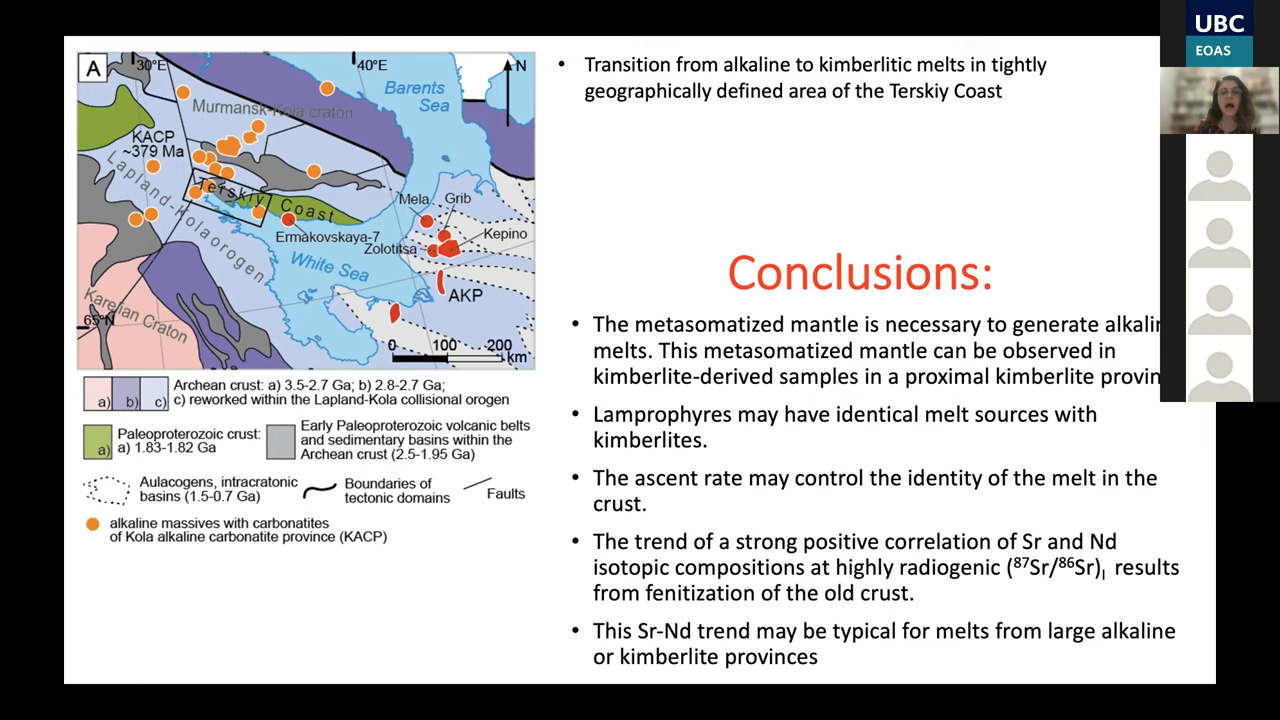 A
30°E
40°E
N
Barents
Sea
Murmansk-Kola craton
KACP
~379 Ma
Lapland-Kola orogen
Terskiy Coast
Mela
Grib
Kepino
Ermakovskaya-7
Zolotitsa
White Sea
AKP
Karelian Craton
65°N
0 100 200
km
a) b) c)
Archean crust: a) 3.5-2.7 Ga; b) 2.8-2.7 Ga;
c) reworked within the Lapland-Kola collisional orogen
a)
Paleoproterozoic crust:
a) 1.83-1.82 Ga
Early Paleoproterozoic volcanic belts
and sedimentary basins within the
Archean crust (2.5-1.95 Ga)
Aulacogens, intracratonic
basins (1.5-0.7 Ga)
Boundaries of
tectonic domains
Faults
alkaline massives with carbonatites
of Kola alkaline carbonatite province (KACP)
• Transition from alkaline to kimberlitic melts in tightly
geographically defined area of the Terskiy Coast
Conclusions:
• The metasomatized mantle is necessary to generate alkalin
melts. This metasomatized mantle can be observed in
kimberlite-derived samples in a proximal kimberlite provin
• Lamprophyres may have identical melt sources with
kimberlites.
• The ascent rate may control the identity of the melt in the
crust.
• The trend of a strong positive correlation of Sr and Nd
isotopic compositions at highly radiogenic (⁸⁷Sr/⁸⁶Sr)I results
from fenitization of the old crust.
• This Sr-Nd trend may be typical for melts from large alkaline
or kimberlite provinces
UBC
EOAS